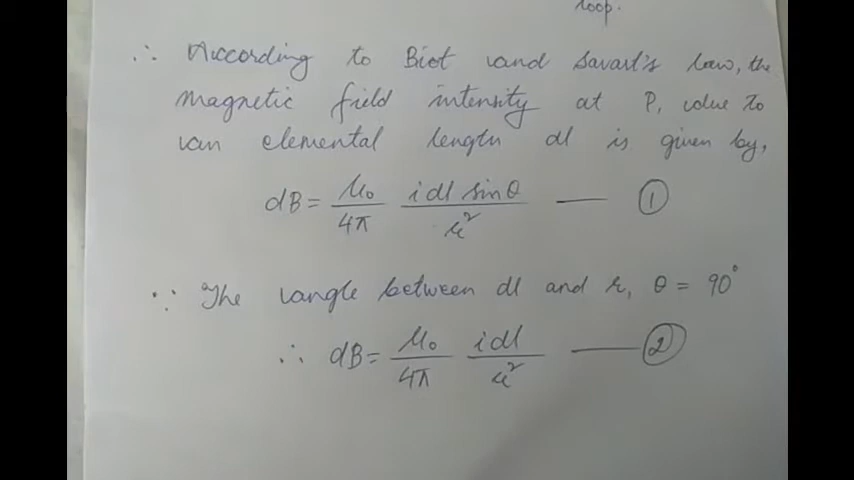 loop.
∴ According to Biot and Savart's law, the
magnetic field intensity at P, due to
an elemental length dl is given by,
dB = μ₀/4π idl sinθ/r² —— ①
∵ The angle between dl and r, θ = 90°
∴ dB = μ₀/4π idl/r² —— ②